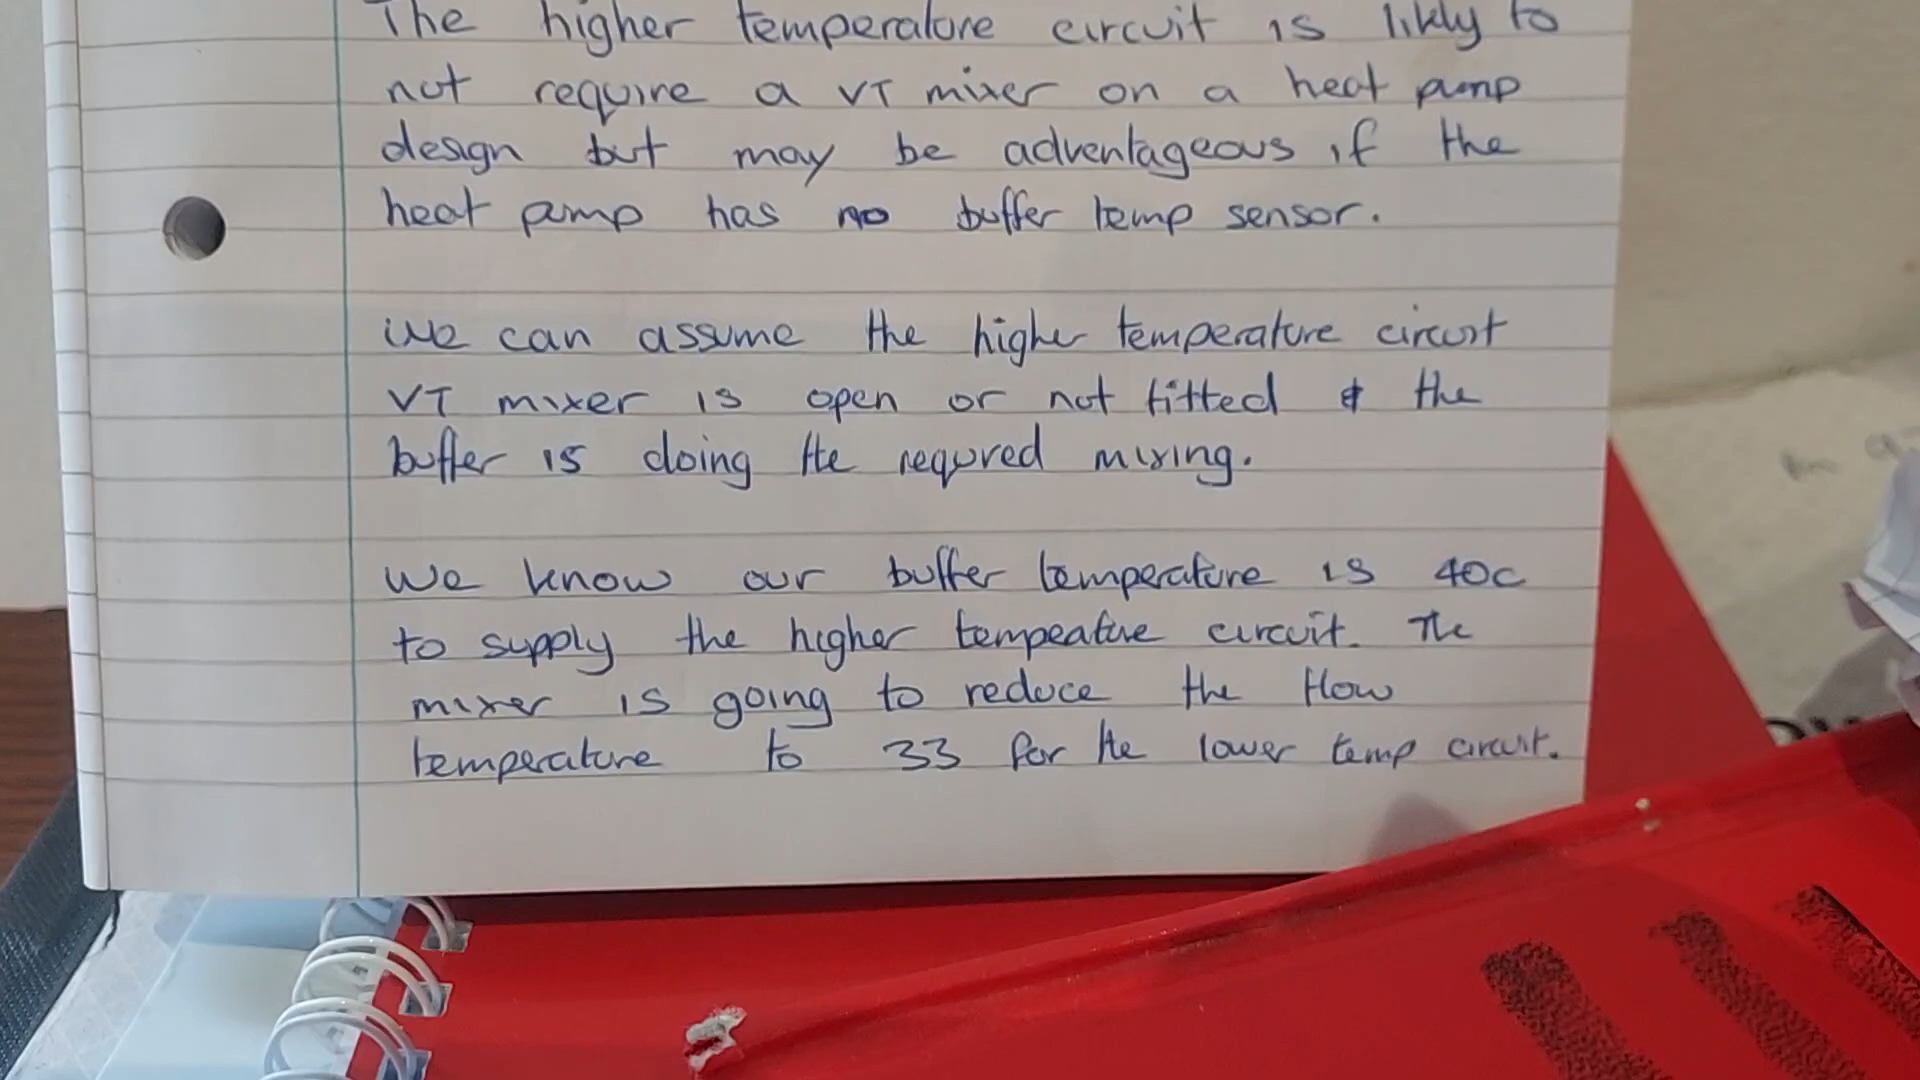 The higher temperature circuit is likly to
not require a VT mixer on a heat pump
design but may be adventageous if the
heat pump has no buffer temp sensor.
We can assume the higher temperature circuit
VT mixer is open or not fitted & the
buffer is doing the requred mixing.
We know our buffer temperature is 40c
to supply the higher tempeature circuit. The
mixer is going to reduce the flow
temperature to 33 for the lower temp circuit.